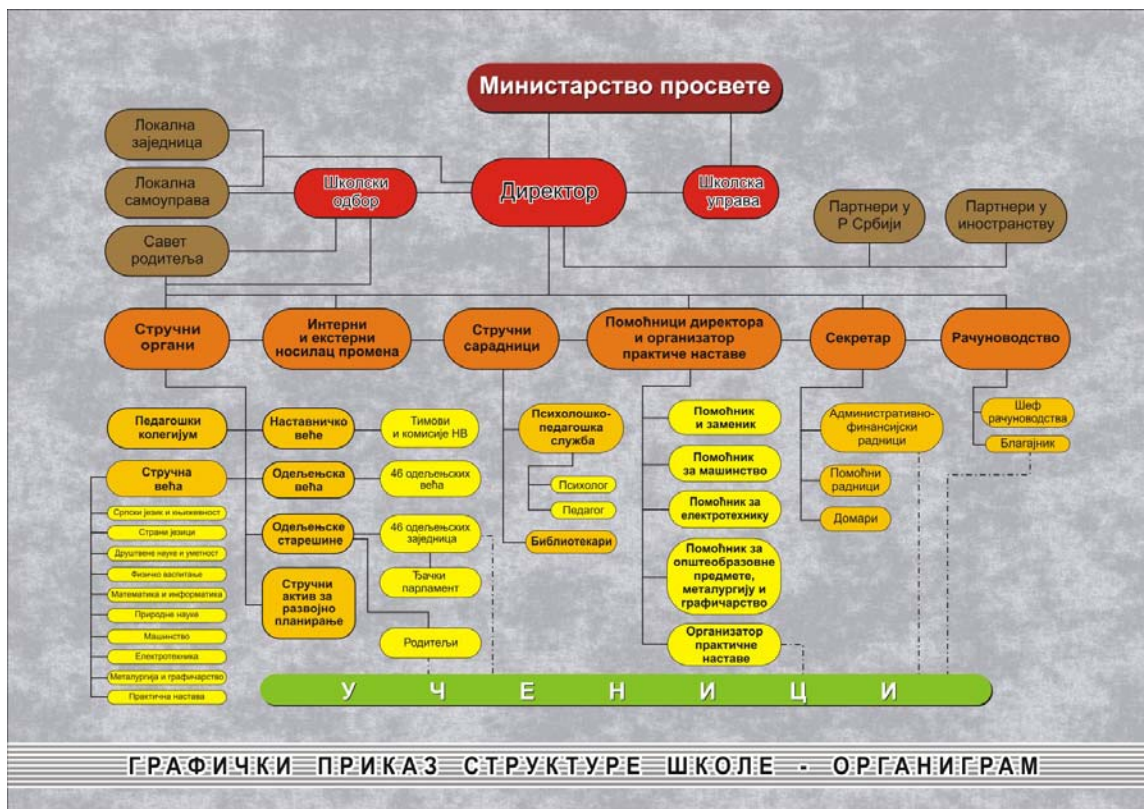 Министарство просвете
Локална
заједница
Локална
самоуправа
Савет
родитеља
Школски
одбор
Директор
Школска
управа
Партнери у
Р Србији
Партнери у
иностранству
Стручни
органи
Интерни
и екстерни
носилац промена
Стручни
сарадници
Помоћници директора
и организатор
практиче наставе
Секретар
Рачуноводство
Педагошки
колегијум
Стручна
већа
Српски језик и књижевност
Страни језици
Друштвене науке и уметност
Физичко васпитање
Математика и информатика
Природне науке
Машинство
Електротехника
Металургија и графичарство
Практична настава
Наставничко
веће
Одељењска
већа
Одељењске
старешине
Стручни
актив за
развојно
планирање
Тимови
и комисије НВ
46 одељенских
већа
46 одељенских
заједница
Ђачки
парламент
Родитељи
Психолошко-
педагошка
служба
Психолог
Педагог
Библиотекари
Помоћник
и заменик
Помоћник
за машинство
Помоћник за
електротехнику
Помоћник за
општеобразовне
предмете,
металургију и
графичарство
Организатор
практичне
наставе
Административно-
финансијски
радници
Помоћни
радници
Домари
Шеф
рачуноводства
Благајник
УЧЕНИЦИ
ГРАФИЧКИ ПРИКАЗ СТРУКТУРЕ ШКОЛЕ - ОРГАНИГРАМ